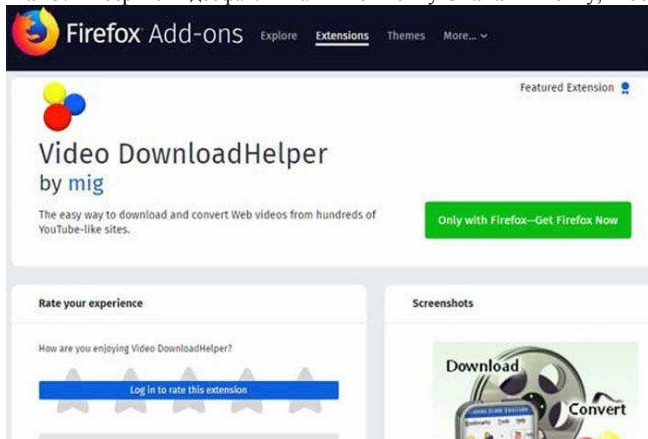 Firefox Add-ons Explore Extensions Themes More...
Featured Extension
Video DownloadHelper
by mig
The easy way to download and convert Web videos from hundreds of
YouTube-like sites.
Only with Firefox—Get Firefox Now
Rate your experience
Screenshots
How are you enjoying Video DownloadHelper?
Log in to rate this extension
Download
Convert